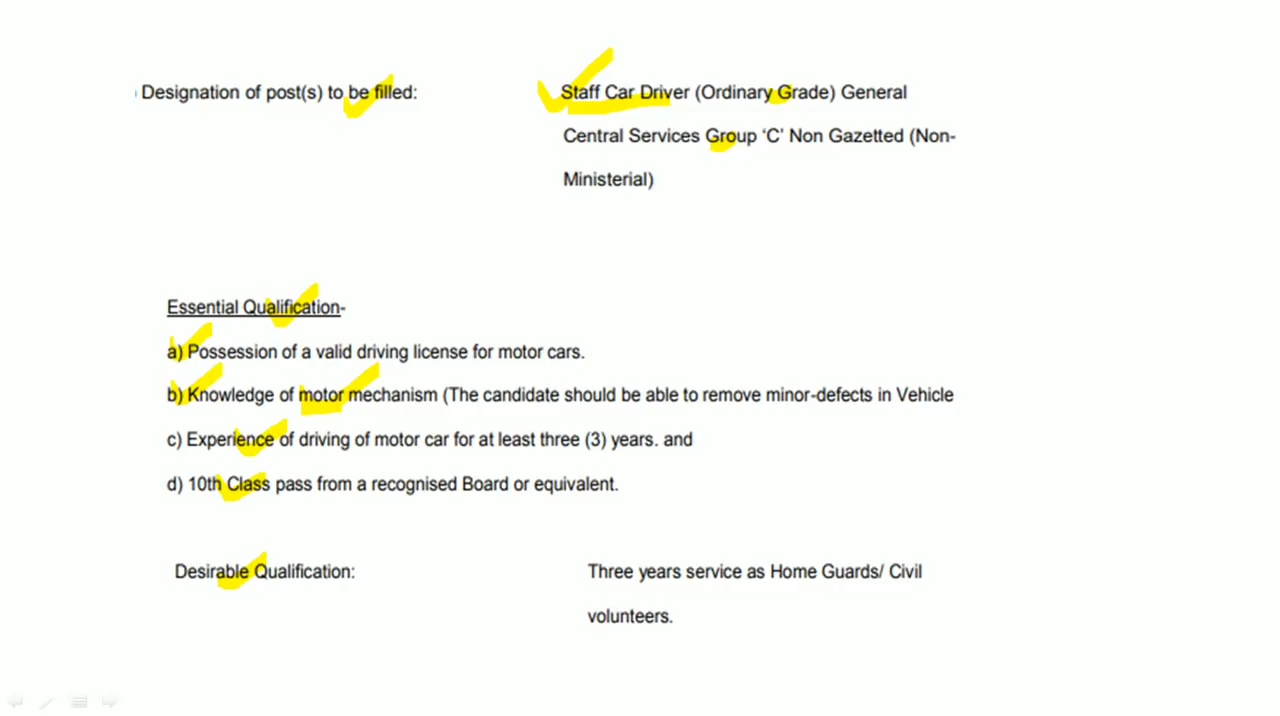 Designation of post(s) to be filled: Staff Car Driver (Ordinary Grade) General
Central Services Group ‘C’ Non Gazetted (Non-
Ministerial)
Essential Qualification-
a) Possession of a valid driving license for motor cars.
b) Knowledge of motor mechanism (The candidate should be able to remove minor-defects in Vehicle
c) Experience of driving of motor car for at least three (3) years. and
d) 10th Class pass from a recognised Board or equivalent.
Desirable Qualification: Three years service as Home Guards/ Civil
volunteers.